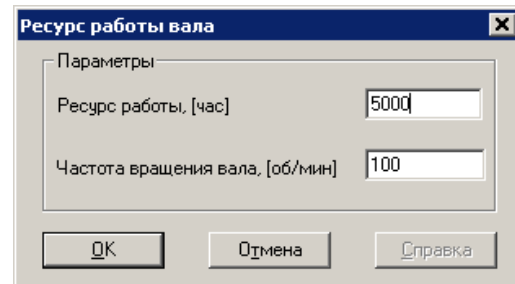 Ресурс работы вала
Параметры
Ресурс работы, [час] 5000
Частота вращения вала, [об/мин] 100
OK Отмена Справка